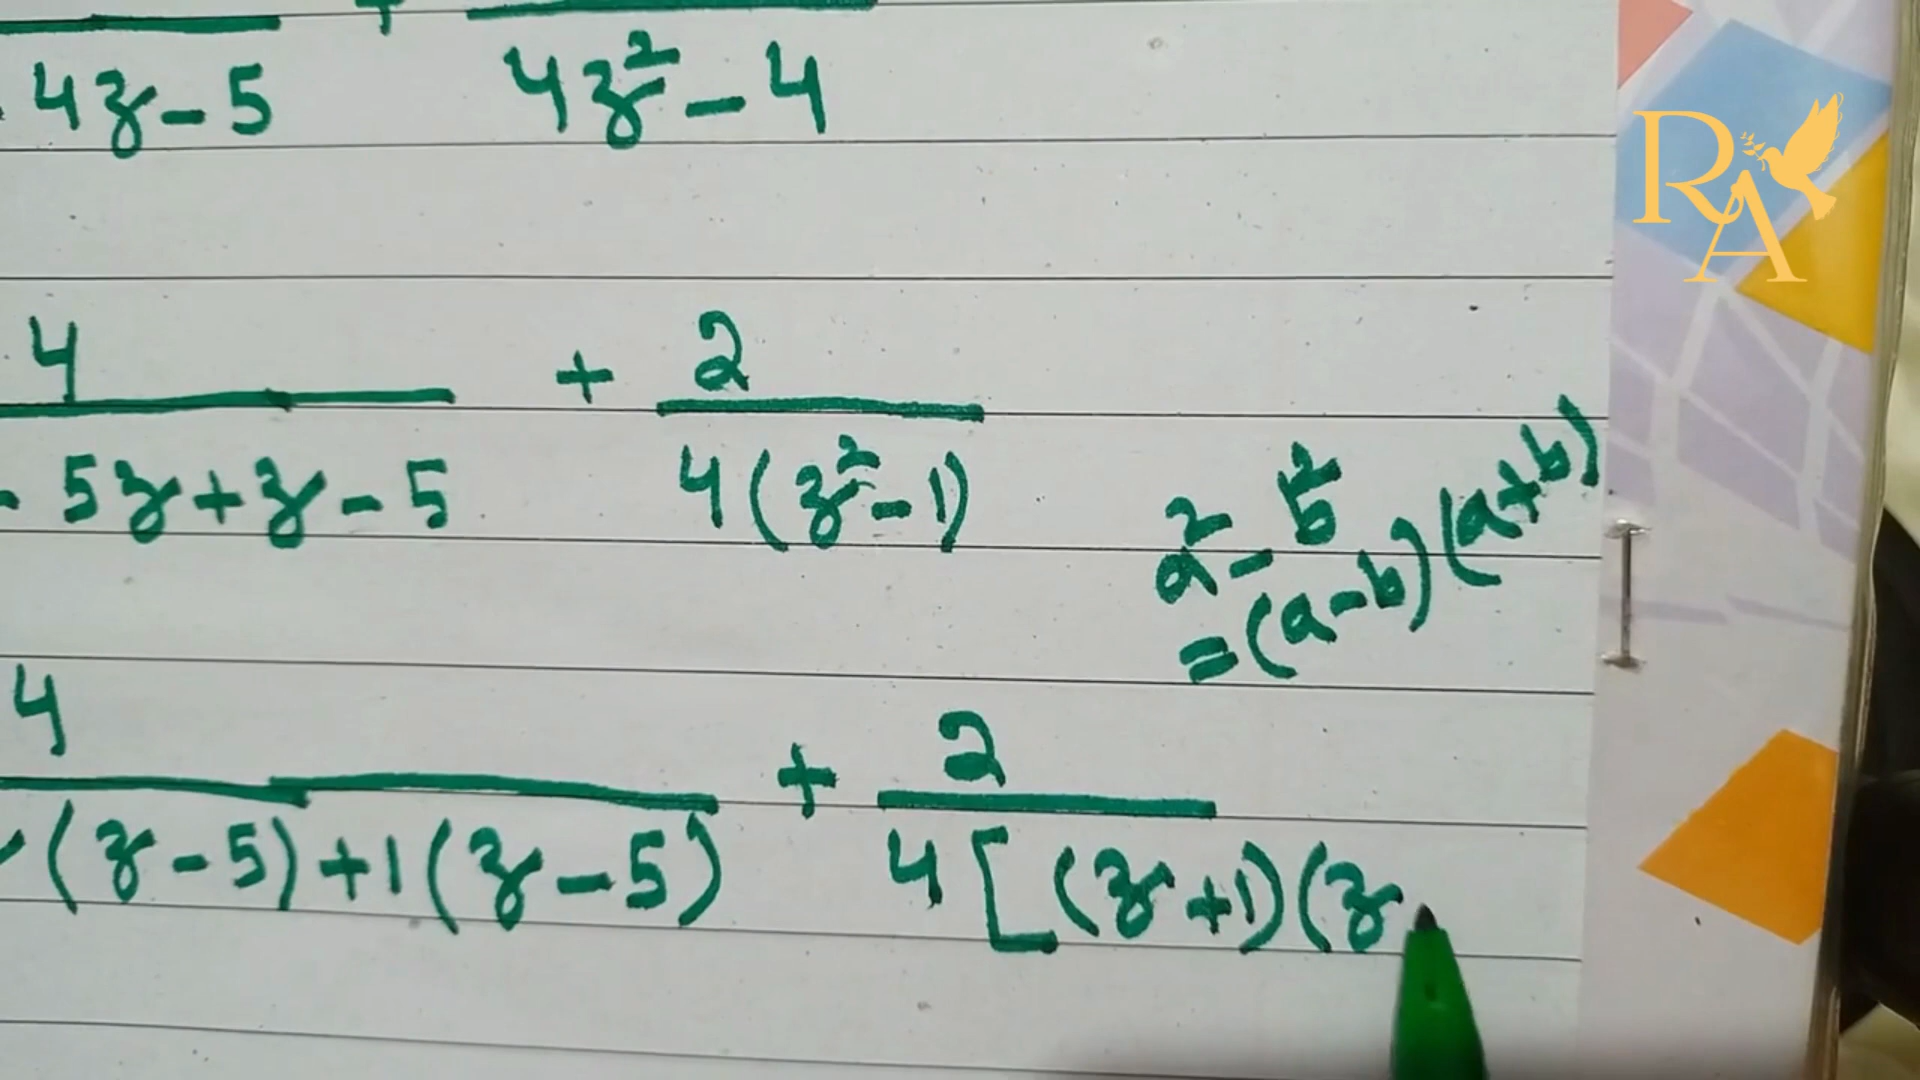 4z - 5 + 4z² - 4
4 + 2
- 5z + z - 5 4(z² - 1)
a² - b²
= (a - b)(a + b)
4 + 2
(z - 5) + 1(z - 5) 4[(z + 1)(z
RA